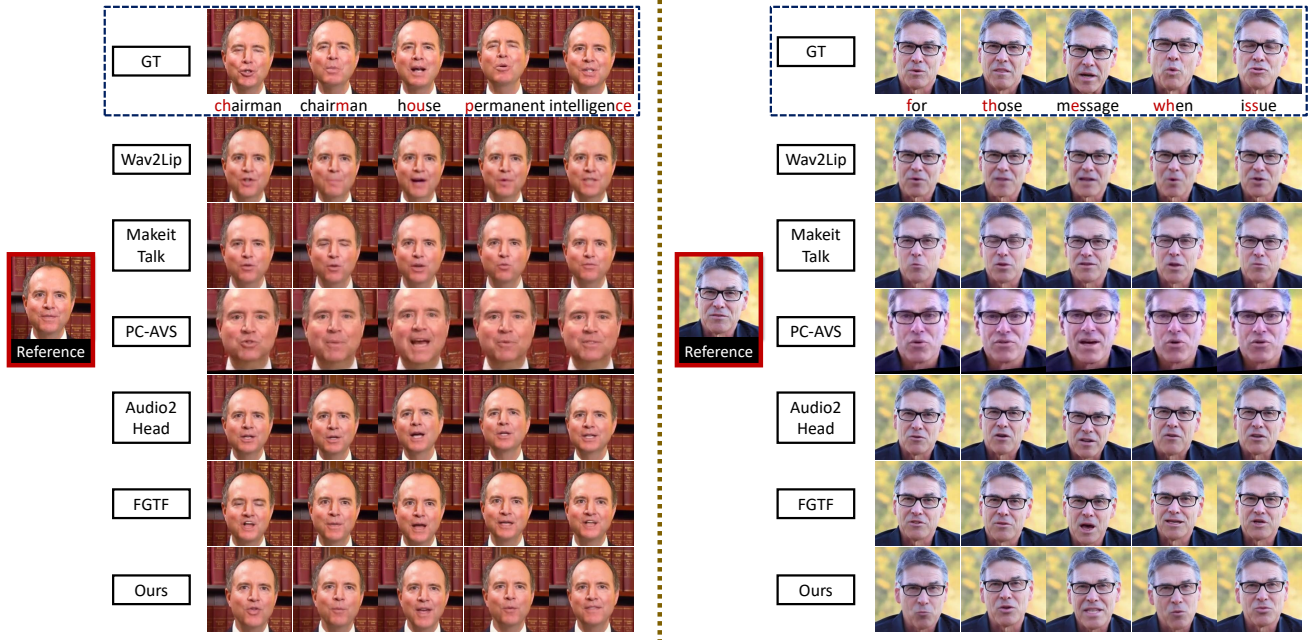 GT
chairman chairman house permanent intelligence
Wav2Lip
Makeit
Talk
Reference
PC-AVS
Audio2
Head
FGTF
Ours
GT
for those message when issue
Wav2Lip
Makeit
Talk
Reference
PC-AVS
Audio2
Head
FGTF
Ours